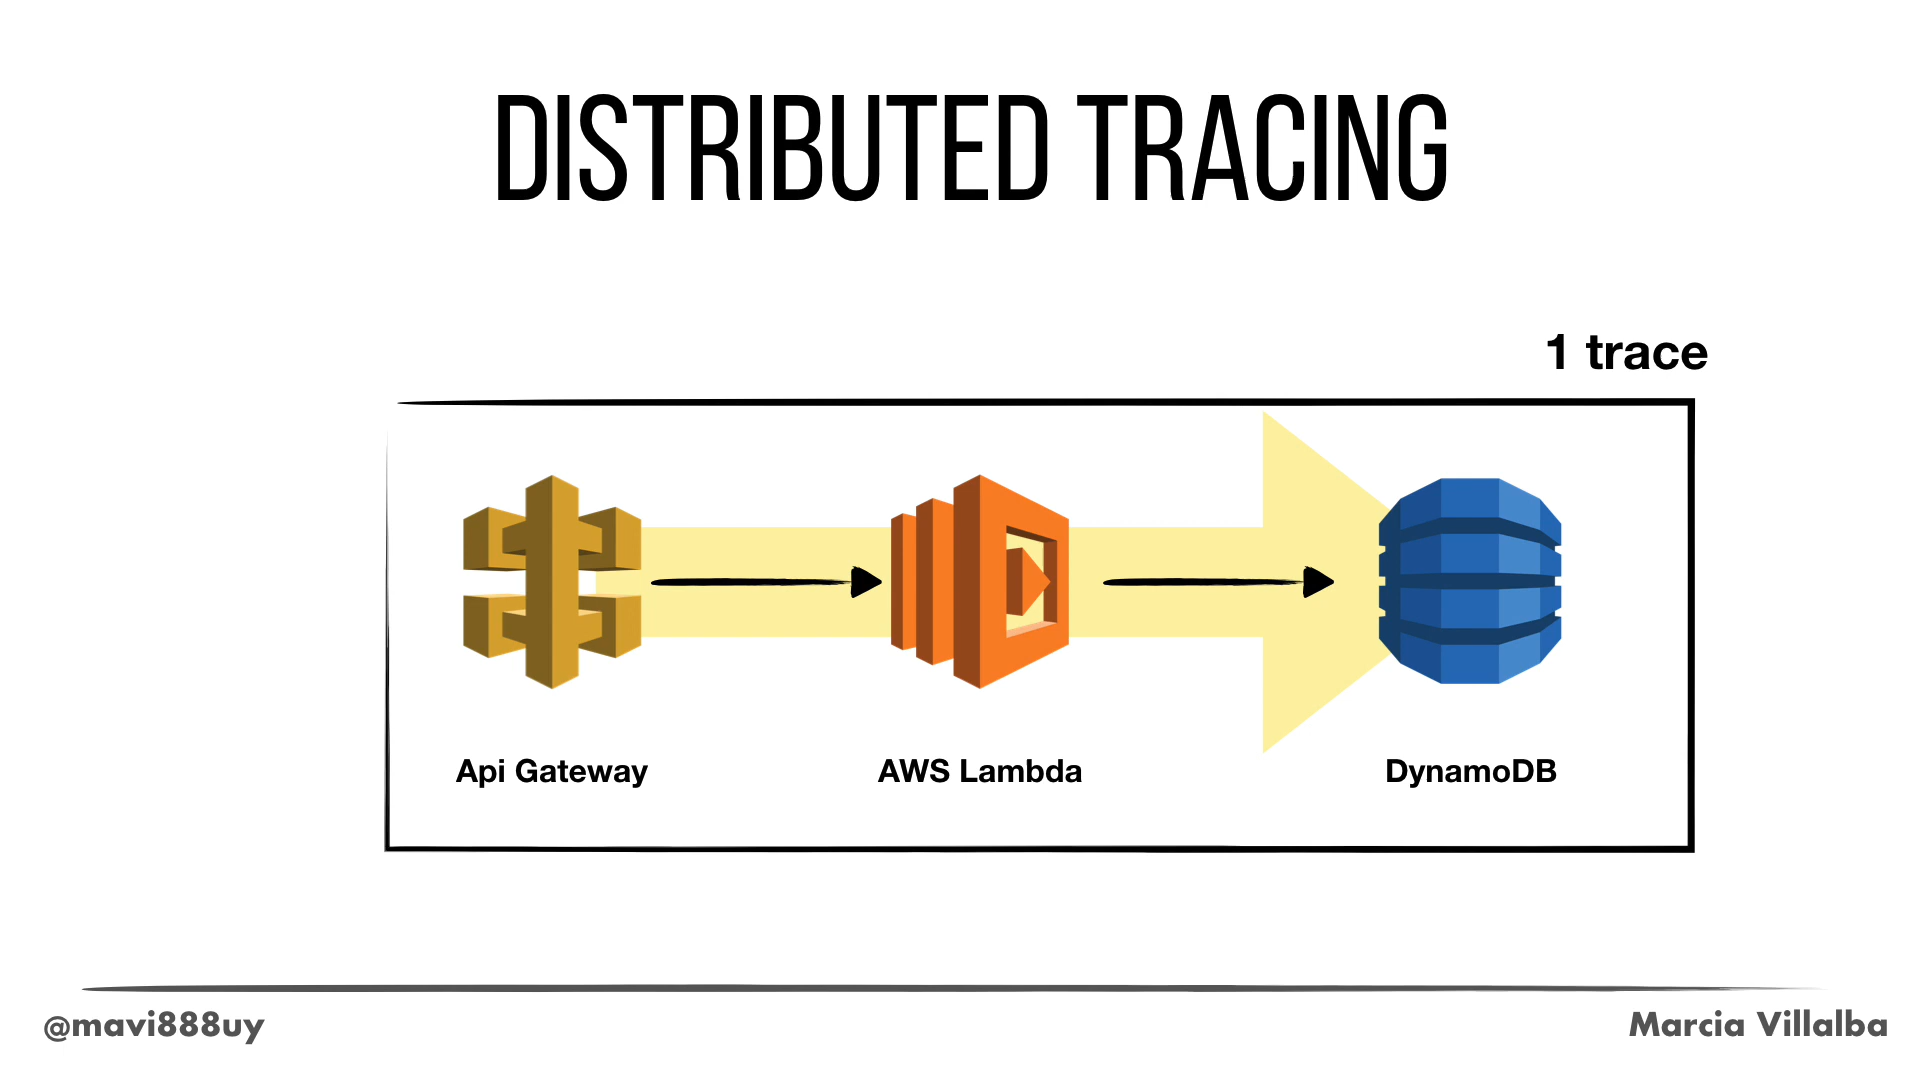 DISTRIBUTED TRACING
1 trace
Api Gateway
AWS Lambda
DynamoDB
@mavi888uy
Marcia Villalba